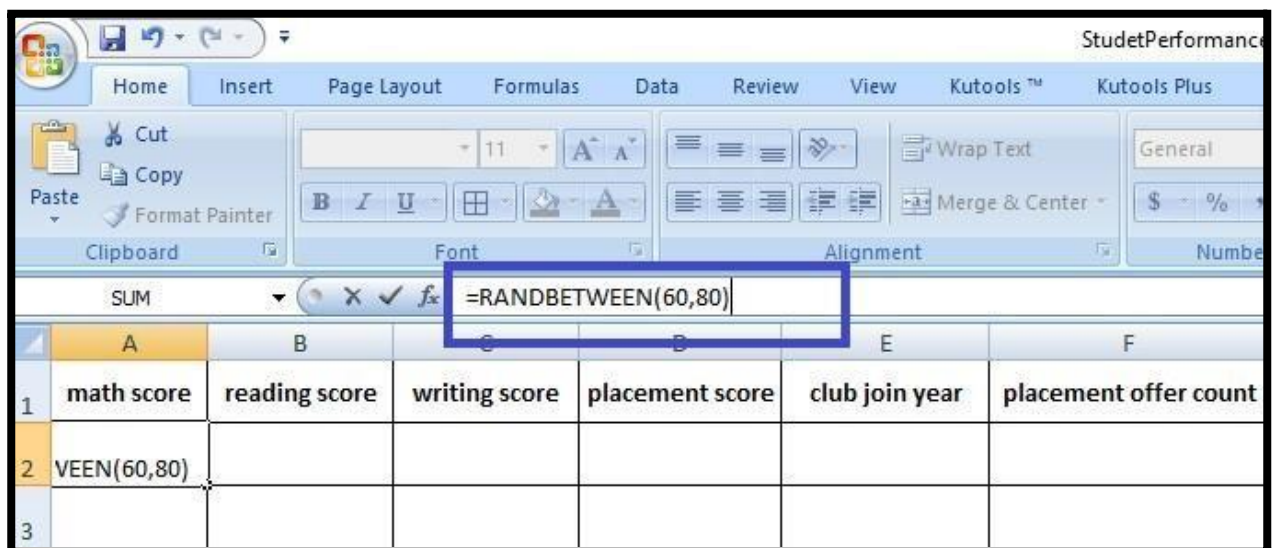 StudetPerformance
Home Insert Page Layout Formulas Data Review View Kutools ™ Kutools Plus
Cut
Copy
Paste
Format Painter
11
Wrap Text
General
B I U
Merge & Center
$ %
Clipboard Font Alignment Numbe
SUM fx =RANDBETWEEN(60,80)
A B C D E F
1 math score reading score writing score placement score club join year placement offer count
2 VEEN(60,80)
3